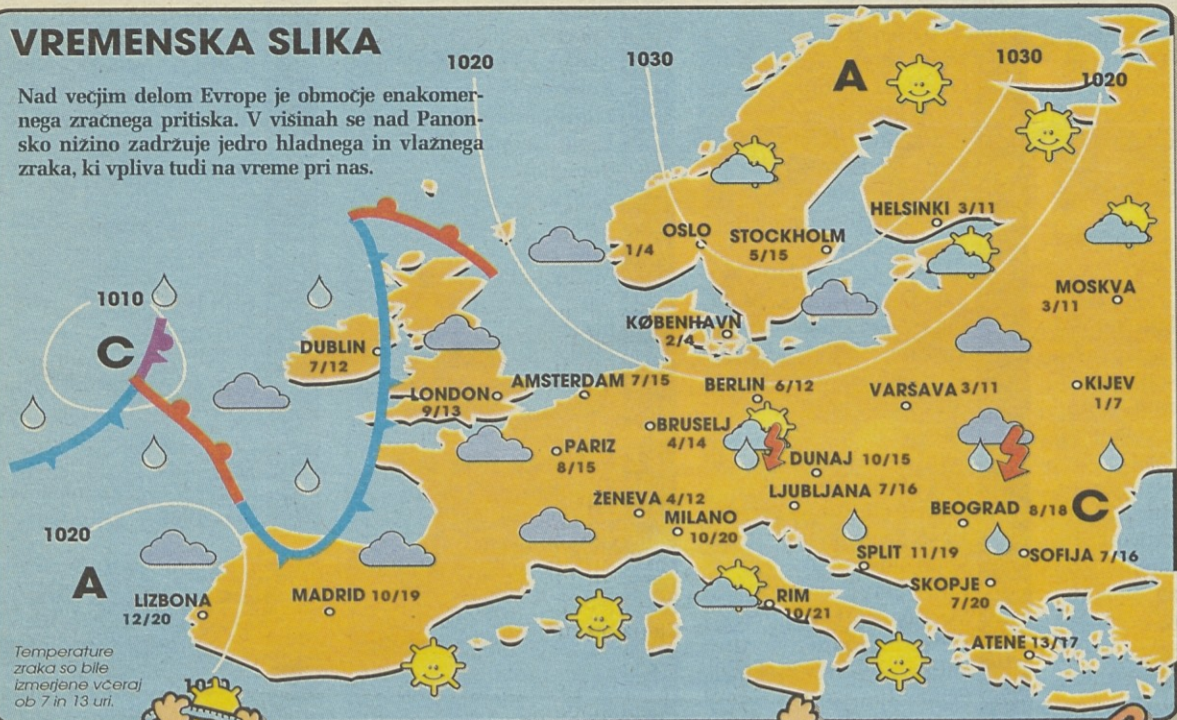 VREMENSKA SLIKA
Nad večjim delom Evrope je območje enakomer-
nega zračnega pritiska. V višinah se nad Panon-
sko nižino zadržuje jedro hladnega in vlažnega
zraka, ki vpliva tudi na vreme pri nas.
1020
1030
1030
1020
A
HELSINKI 3/11
OSLO
1/4
STOCKHOLM
5/15
MOSKVA
3/11
1010
C
KØBENHAVN
2/4
DUBLIN
7/12
LONDON
9/13
AMSTERDAM 7/15
BERLIN 6/12
VARŠAVA 3/11
KIJEV
1/7
BRUSELJ
4/14
PARIZ
8/15
DUNAJ 10/15
ŽENEVA 4/12
LJUBLJANA 7/16
MILANO
10/20
BEOGRAD 8/18
C
1020
SPLIT 11/19
SOFIJA 7/16
A
SKOPJE
7/20
LIZBONA
12/20
MADRID 10/19
RIM
10/21
ATENE 13/17
Temperature
zraka so bile
izmerjene včeraj
ob 7 in 13 uri.